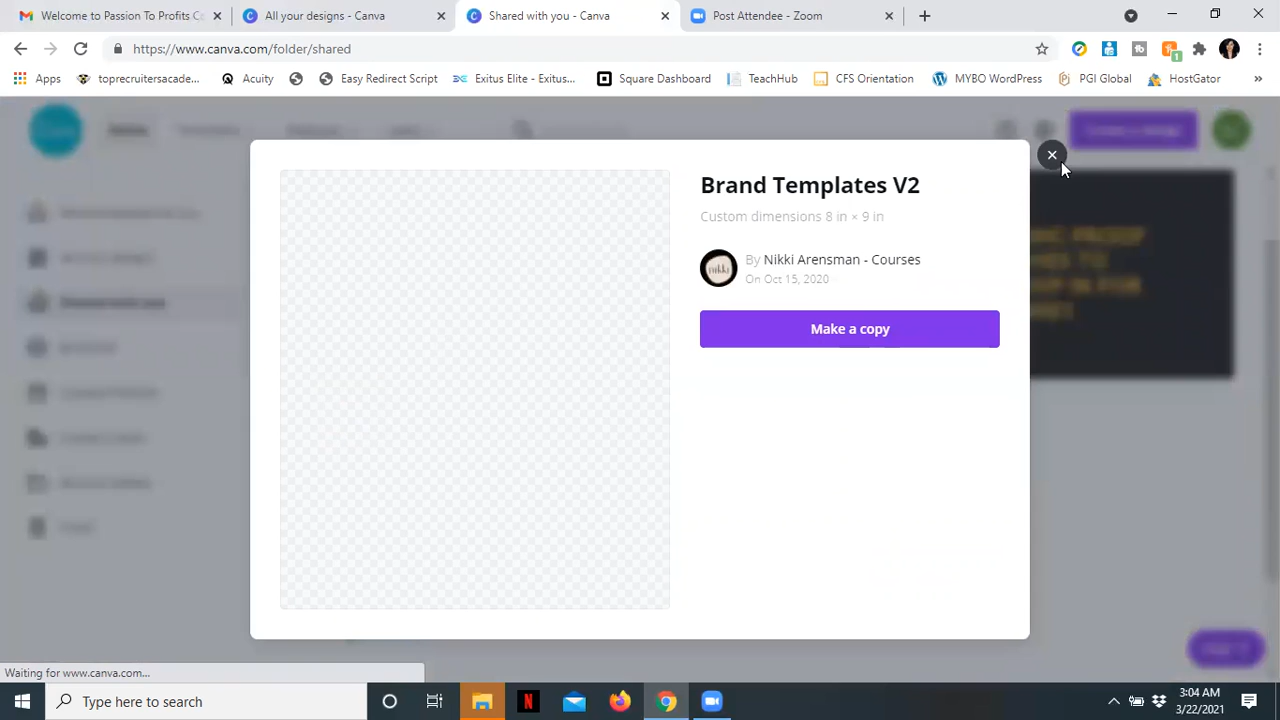 Welcome to Passion To Profits Ca
All your designs - Canva
Shared with you - Canva
Post Attendee - Zoom
https://www.canva.com/folder/shared
1
Apps
toprecruitersacade...
Acuity
Easy Redirect Script
Exitus Elite - Exitus...
Square Dashboard
TeachHub
CFS Orientation
MYBO WordPress
PGI Global
HostGator
»
Brand Templates V2
Custom dimensions 8 in × 9 in
nikki
By Nikki Arensman - Courses
On Oct 15, 2020
Make a copy
Waiting for www.canva.com...
Type here to search
N
3:04 AM
3/22/2021